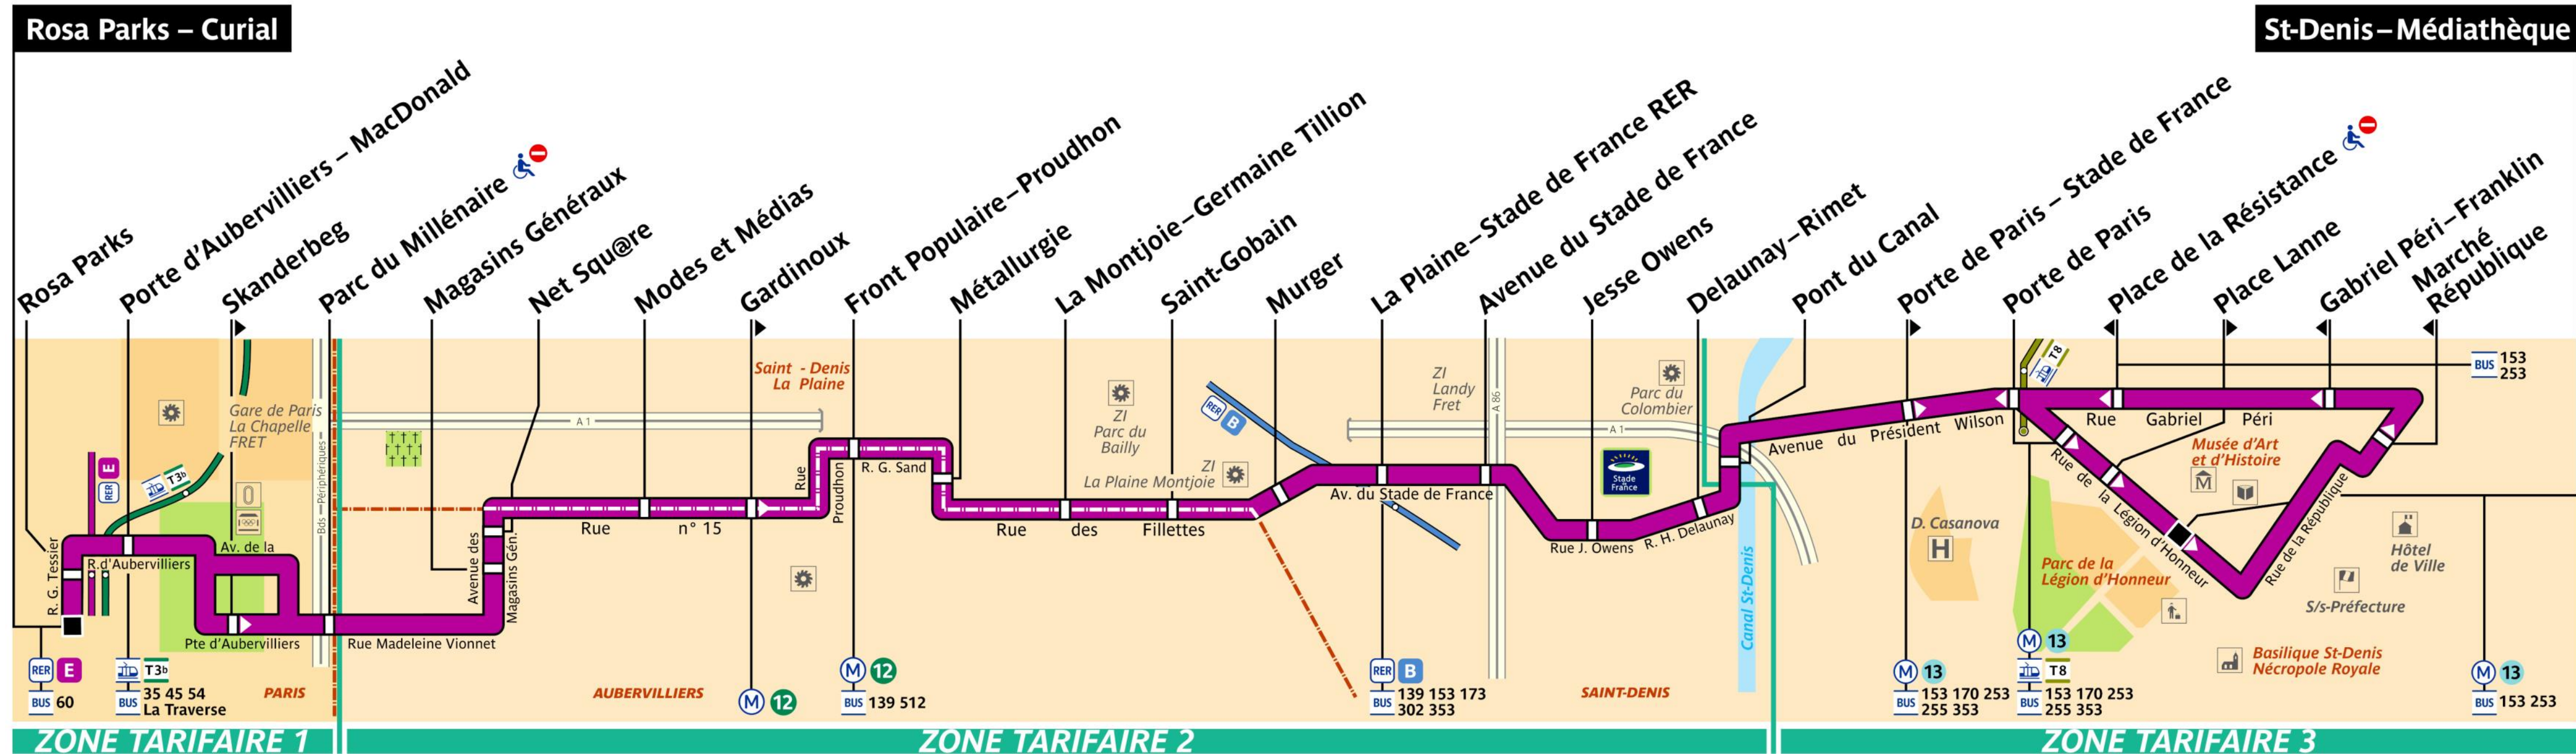 Rosa Parks – Curial
St-Denis – Médiathèque
Rosa Parks
Porte d'Aubervilliers – MacDonald
Skanderbeg
Parc du Millénaire
Magasins Généraux
Net Squ@re
Modes et Médias
Gardinoux
Front Populaire – Proudhon
Métallurgie
La Montjoie – Germaine Tillion
Saint-Gobain
Murger
La Plaine – Stade de France RER
Avenue du Stade de France
Jesse Owens
Delaunay – Rimet
Pont du Canal
Porte de Paris – Stade de France
Porte de Paris
Place de la Résistance
Place Lanne
Gabriel Péri – Franklin
Marché
République
Gare de Paris
La Chapelle
FRET
RER E
T3b
Bds Périphériques
R. G. Tessier
R. d'Aubervilliers
Av. de la
Pte d'Aubervilliers
Rue Madeleine Vionnet
Avenue des
Magasins Gén.
A 1
Saint - Denis
La Plaine
Rue n° 15
Rue
Proudhon
R. G. Sand
ZI
Parc du
Bailly
ZI
La Plaine Montjoie
Rue des Fillettes
RER B
ZI
Landy
Fret
A 86
A 1
Av. du Stade de France
Stade
de
France
Parc du
Colombier
Rue J. Owens
R. H. Delaunay
Canal St-Denis
Avenue du Président Wilson
T8
Rue Gabriel Péri
Rue de la Légion d'Honneur
Musée d'Art
et d'Histoire
Rue de la République
D. Casanova
H
Parc de la
Légion d'Honneur
Hôtel
de Ville
S/s-Préfecture
Basilique St-Denis
Nécropole Royale
BUS 153
253
RER E
BUS 60
T3b
BUS 35 45 54
La Traverse
PARIS
AUBERVILLIERS
M 12
M 12
BUS 139 512
RER B
BUS 139 153 173
302 353
SAINT-DENIS
M 13
BUS 153 170 253
255 353
M 13
T8
BUS 153 170 253
255 353
M 13
BUS 153 253
ZONE TARIFAIRE 1
ZONE TARIFAIRE 2
ZONE TARIFAIRE 3